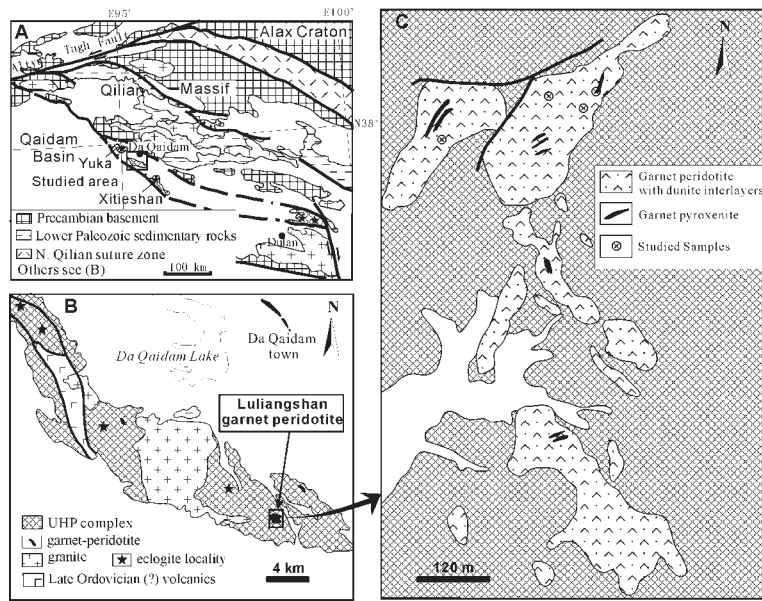 A
E95'
E100'
Altyn Tagh Fault
Alax Craton
Qilian Massif
N38'
Qaidam
Basin
Da Qaidam
Yuka
Studied area
Xitieshan
Dulan
Precambian basement
Lower Paleozoic sedimentary rocks
N. Qilian suture zone
Others see (B)
100 km
B
N
Da Qaidam
town
Da Qaidam Lake
Luliangshan
garnet peridotite
UHP complex
garnet-peridotite
granite
eclogite locality
Late Ordovician (?) volcanics
4 km
C
N
Garnet peridotite
with dunite interlayers
Garnet pyroxenite
Studied Samples
120 m